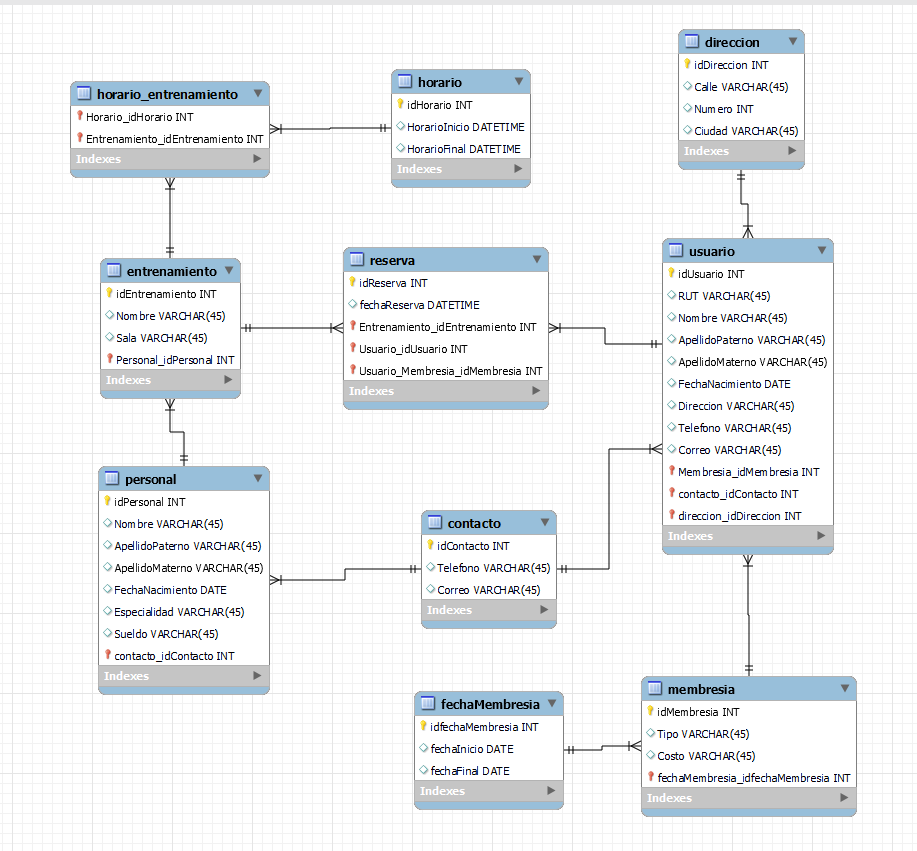 direccion
idDireccion INT
Calle VARCHAR(45)
Numero INT
Ciudad VARCHAR(45)
Indexes
horario_entrenamiento
Horario_idHorario INT
Entrenamiento_idEntrenamiento INT
Indexes
horario
idHorario INT
HorarioInicio DATETIME
HorarioFinal DATETIME
Indexes
entrenamiento
idEntrenamiento INT
Nombre VARCHAR(45)
Sala VARCHAR(45)
Personal_idPersonal INT
Indexes
reserva
idReserva INT
fechaReserva DATETIME
Entrenamiento_idEntrenamiento INT
Usuario_idUsuario INT
Usuario_Membresia_idMembresia INT
Indexes
usuario
idUsuario INT
RUT VARCHAR(45)
Nombre VARCHAR(45)
ApellidoPaterno VARCHAR(45)
ApellidoMaterno VARCHAR(45)
FechaNacimiento DATE
Direccion VARCHAR(45)
Telefono VARCHAR(45)
Correo VARCHAR(45)
Membresia_idMembresia INT
contacto_idContacto INT
direccion_idDireccion INT
Indexes
personal
idPersonal INT
Nombre VARCHAR(45)
ApellidoPaterno VARCHAR(45)
ApellidoMaterno VARCHAR(45)
FechaNacimiento DATE
Especialidad VARCHAR(45)
Sueldo VARCHAR(45)
contacto_idContacto INT
Indexes
contacto
idContacto INT
Telefono VARCHAR(45)
Correo VARCHAR(45)
Indexes
fechaMembresia
idfechaMembresia INT
fechaInicio DATE
fechaFinal DATE
Indexes
membresia
idMembresia INT
Tipo VARCHAR(45)
Costo VARCHAR(45)
fechaMembresia_idfechaMembresia INT
Indexes